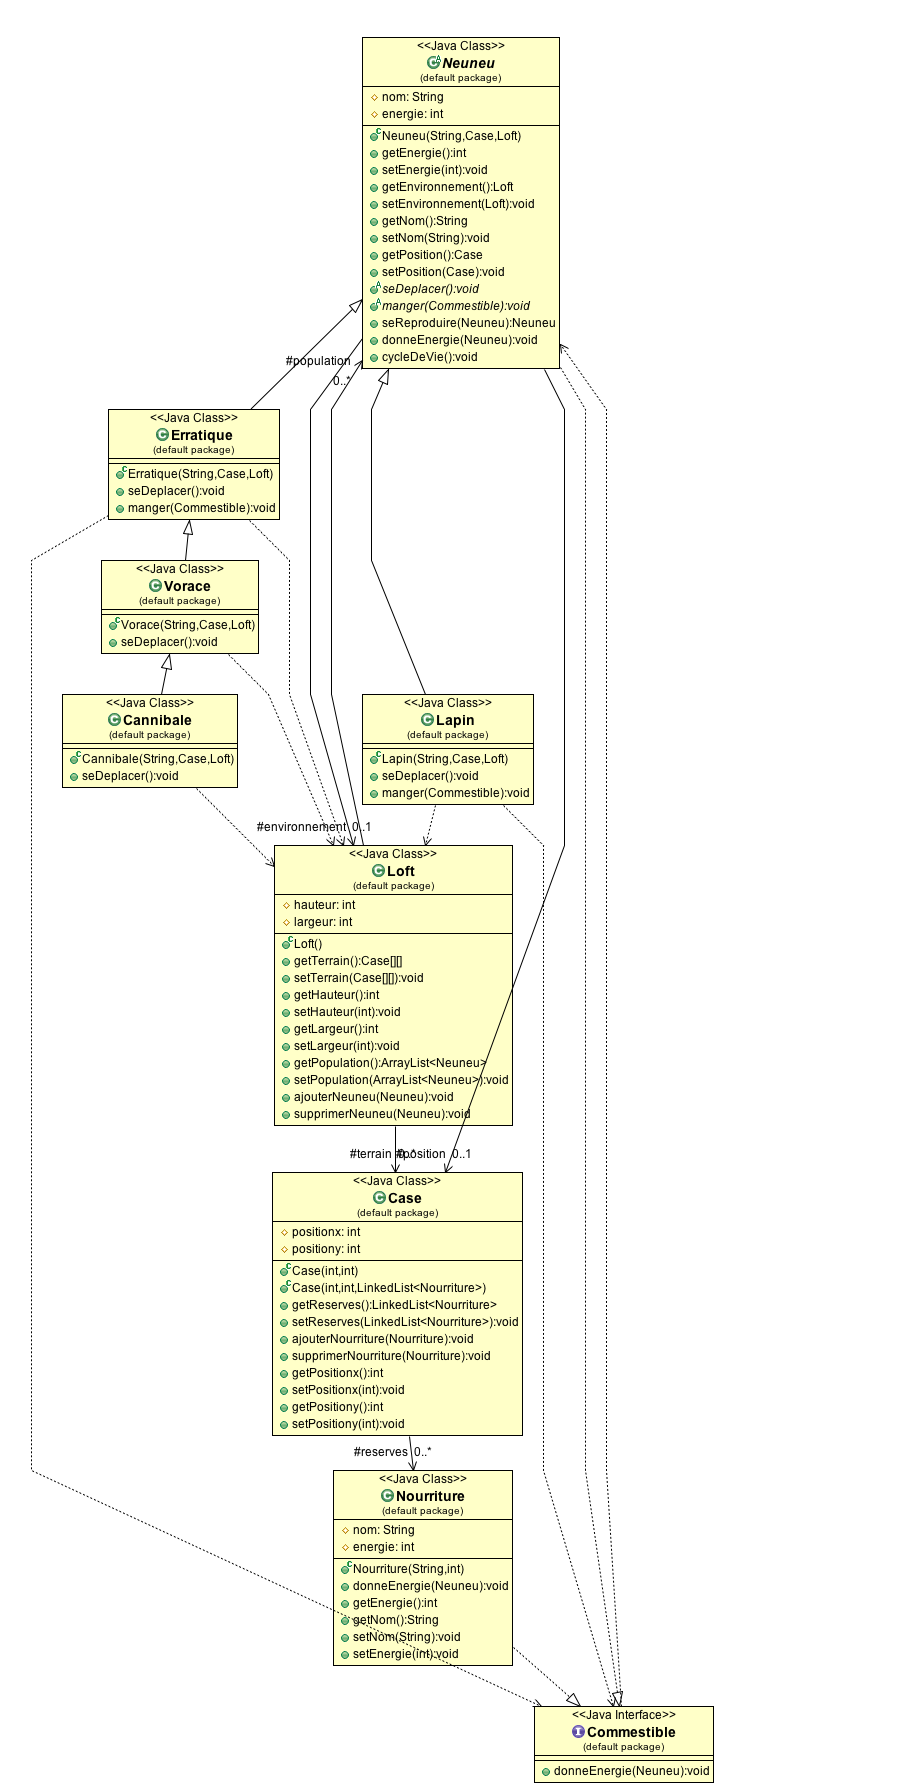 <<Java Class>>
Neuneu
(default package)
nom: String
energie: int
Neuneu(String,Case,Loft)
getEnergie():int
setEnergie(int):void
getEnvironnement():Loft
setEnvironnement(Loft):void
getNom():String
setNom(String):void
getPosition():Case
setPosition(Case):void
seDeplacer():void
manger(Commestible):void
seReproduire(Neuneu):Neuneu
donneEnergie(Neuneu):void
cycleDeVie():void
#population
0..*
<<Java Class>>
Erratique
(default package)
Erratique(String,Case,Loft)
seDeplacer():void
manger(Commestible):void
<<Java Class>>
Vorace
(default package)
Vorace(String,Case,Loft)
seDeplacer():void
<<Java Class>>
Cannibale
(default package)
Cannibale(String,Case,Loft)
seDeplacer():void
<<Java Class>>
Lapin
(default package)
Lapin(String,Case,Loft)
seDeplacer():void
manger(Commestible):void
#environnement 0..1
<<Java Class>>
Loft
(default package)
hauteur: int
largeur: int
Loft()
getTerrain():Case[][]
setTerrain(Case[][]):void
getHauteur():int
setHauteur(int):void
getLargeur():int
setLargeur(int):void
getPopulation():ArrayList<Neuneu>
setPopulation(ArrayList<Neuneu>):void
ajouterNeuneu(Neuneu):void
supprimerNeuneu(Neuneu):void
#terrain 0..* #position 0..1
<<Java Class>>
Case
(default package)
positionx: int
positiony: int
Case(int,int)
Case(int,int,LinkedList<Nourriture>)
getReserves():LinkedList<Nourriture>
setReserves(LinkedList<Nourriture>):void
ajouterNourriture(Nourriture):void
supprimerNourriture(Nourriture):void
getPositionx():int
setPositionx(int):void
getPositiony():int
setPositiony(int):void
#reserves 0..*
<<Java Class>>
Nourriture
(default package)
nom: String
energie: int
Nourriture(String,int)
donneEnergie(Neuneu):void
getEnergie():int
getNom():String
setNom(String):void
setEnergie(int):void
<<Java Interface>>
Commestible
(default package)
donneEnergie(Neuneu):void